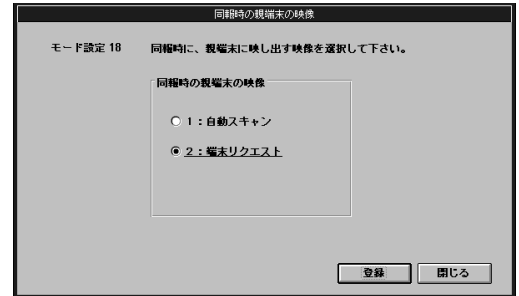 同報時の親端末の映像
モード設定 18 同報時に、親端末に映し出す映像を選択して下さい。
同報時の親端末の映像
1：自動スキャン
2：端末リクエスト
登録 閉じる